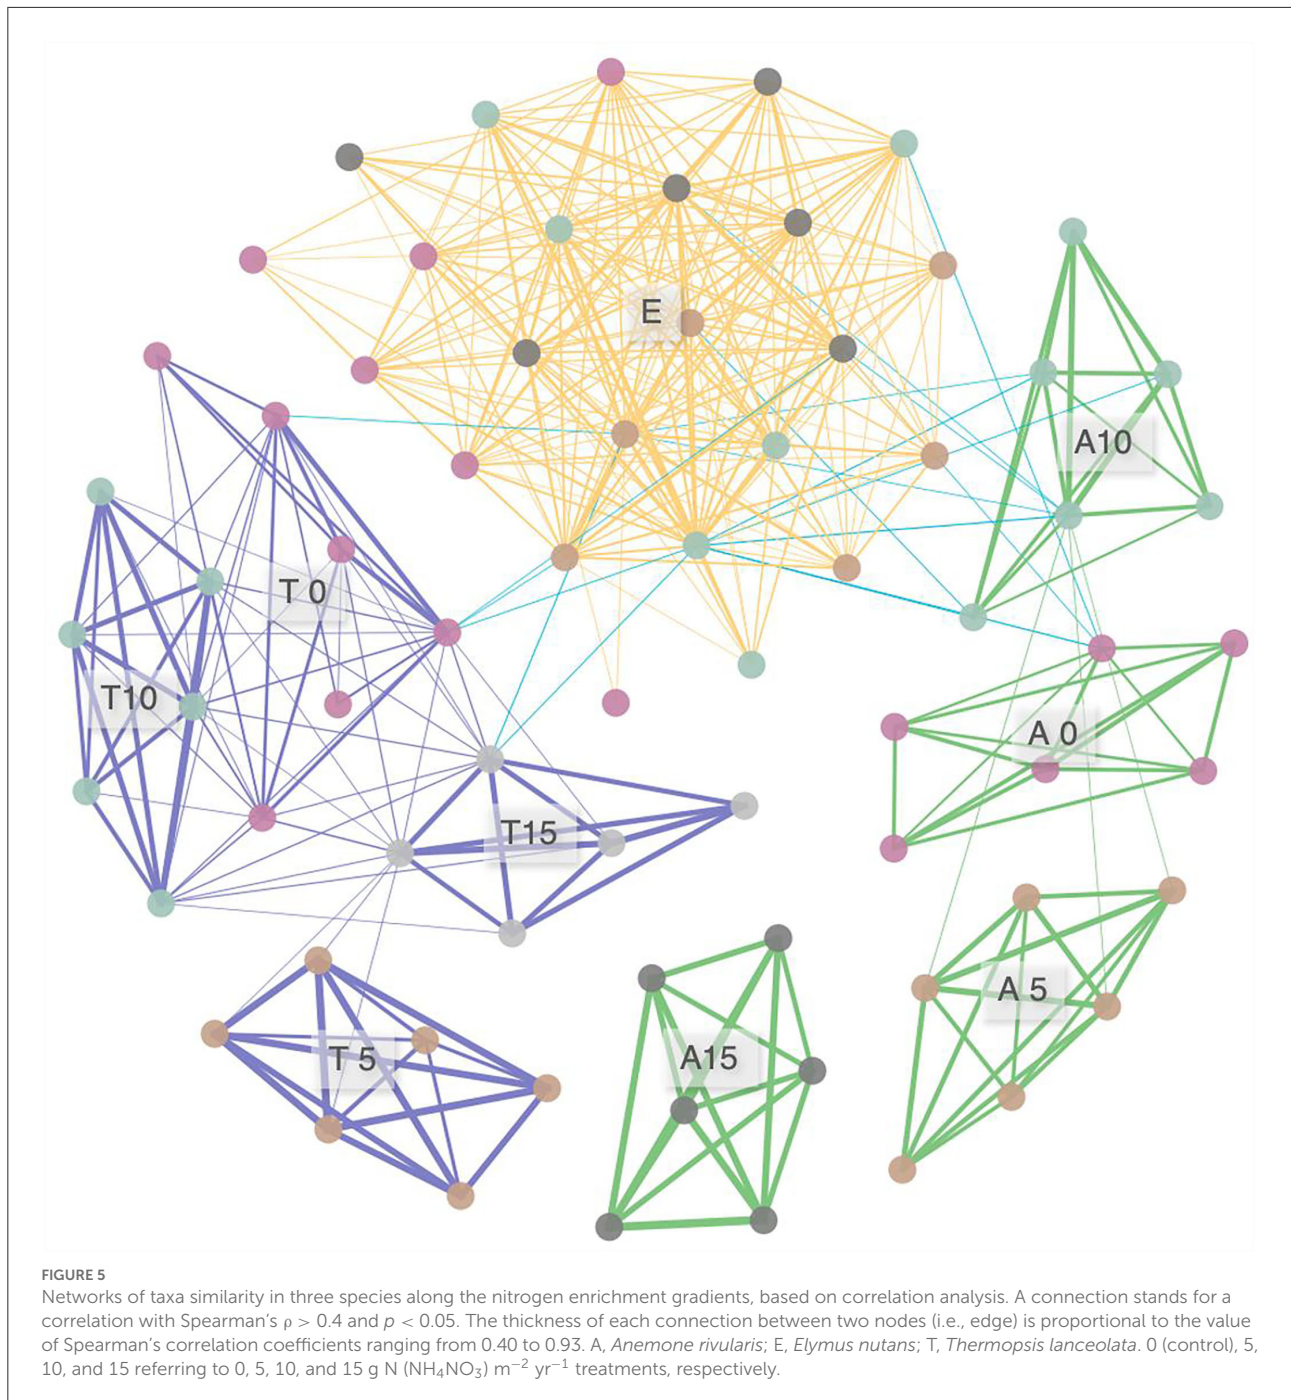 E
A10
T 0
T10
A 0
T15
A 5
T 5
A15
FIGURE 5
Networks of taxa similarity in three species along the nitrogen enrichment gradients, based on correlation analysis. A connection stands for a
correlation with Spearman's ρ > 0.4 and p < 0.05. The thickness of each connection between two nodes (i.e., edge) is proportional to the value
of Spearman's correlation coefficients ranging from 0.40 to 0.93. A, Anemone rivularis; E, Elymus nutans; T, Thermopsis lanceolata. 0 (control), 5,
10, and 15 referring to 0, 5, 10, and 15 g N (NH4NO3) m−2 yr−1 treatments, respectively.